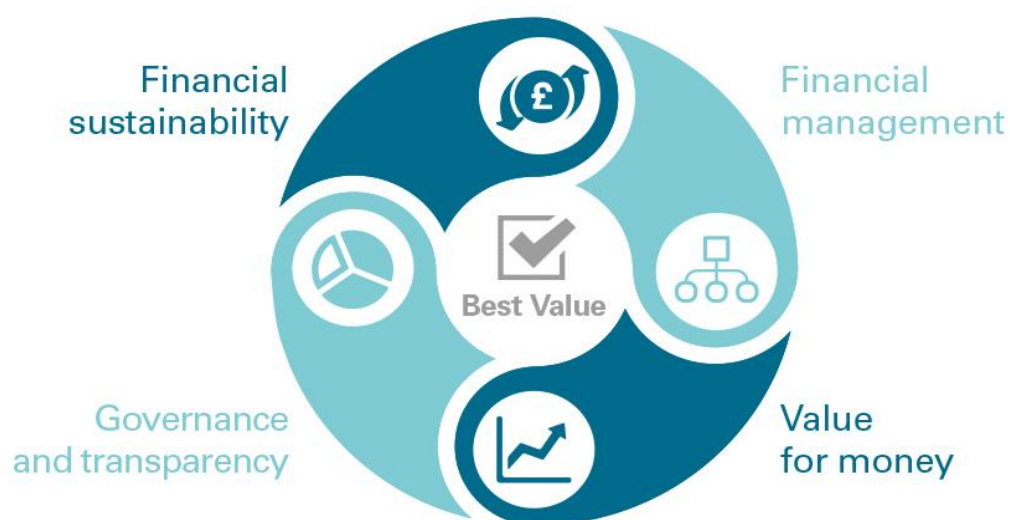 Financial
sustainability
£
Financial
management
Best Value
Governance
and transparency
Value
for money